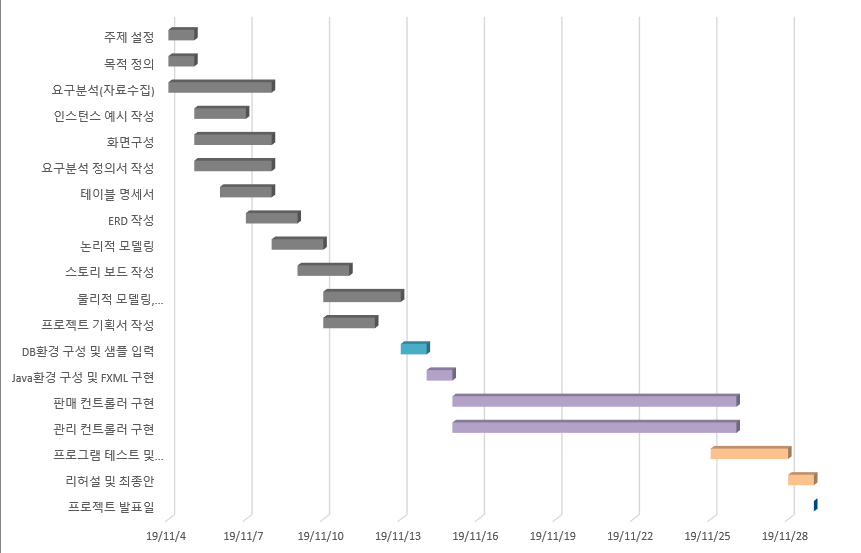 주제 설정
목적 정의
요구분석(자료수집)
인스턴스 예시 작성
화면구성
요구분석 정의서 작성
테이블 명세서
ERD 작성
논리적 모델링
스토리 보드 작성
물리적 모델링,...
프로젝트 기획서 작성
DB환경 구성 및 샘플 입력
Java환경 구성 및 FXML 구현
판매 컨트롤러 구현
관리 컨트롤러 구현
프로그램 테스트 및...
리허설 및 최종안
프로젝트 발표일
19/11/4 19/11/7 19/11/10 19/11/13 19/11/16 19/11/19 19/11/22 19/11/25 19/11/28